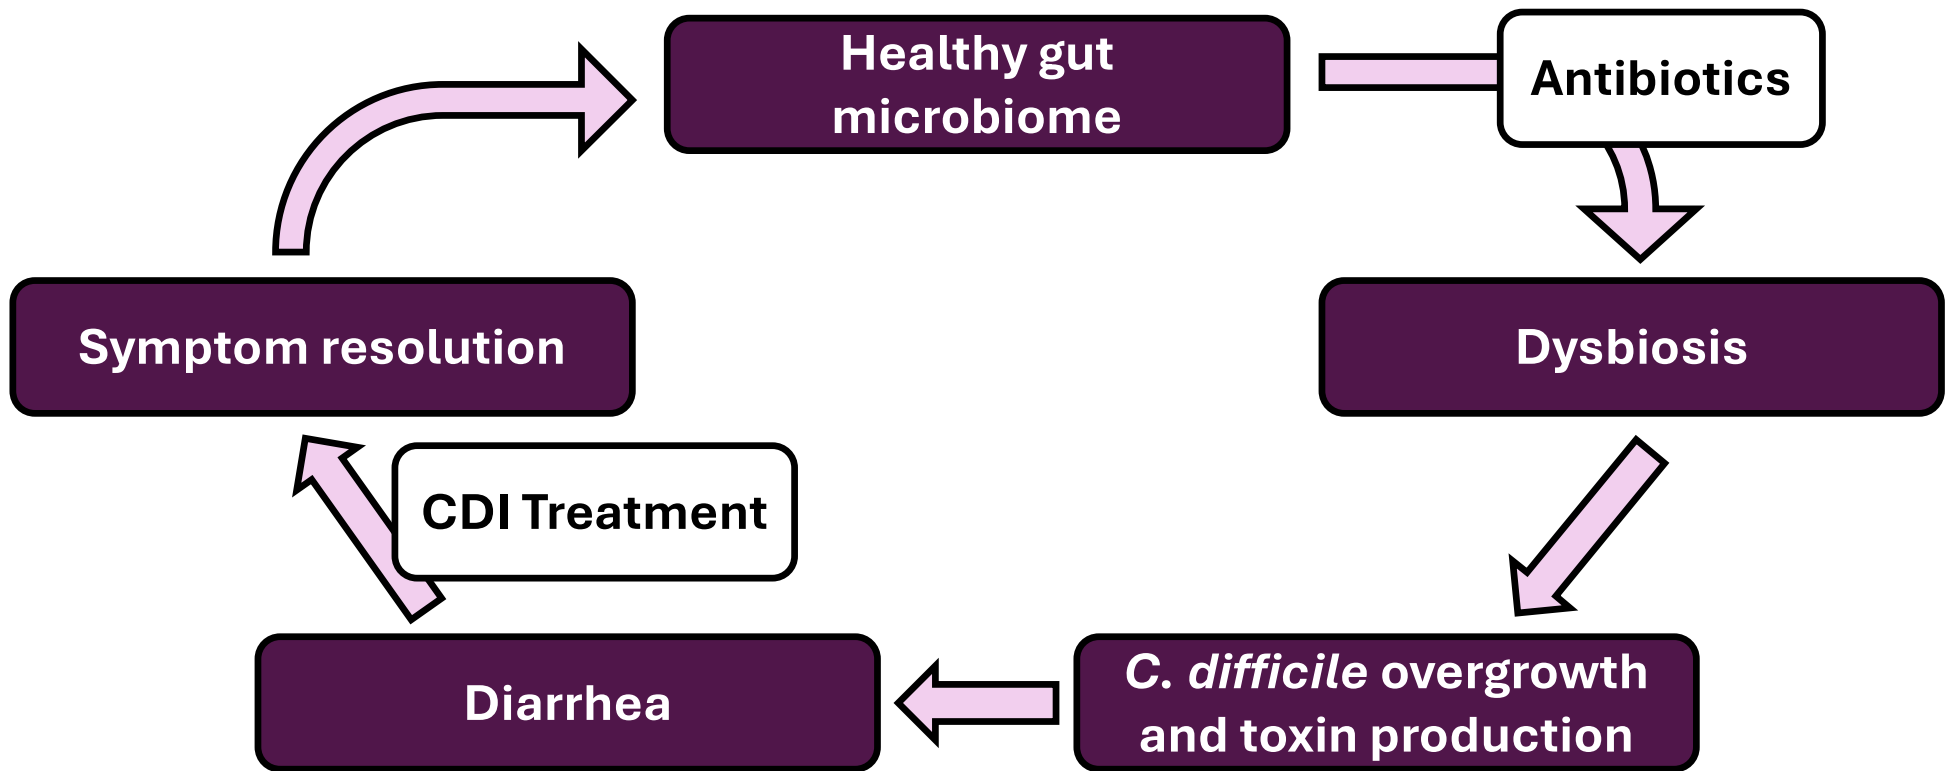 Healthy gut
microbiome
Antibiotics
Dysbiosis
C. difficile overgrowth
and toxin production
Diarrhea
CDI Treatment
Symptom resolution